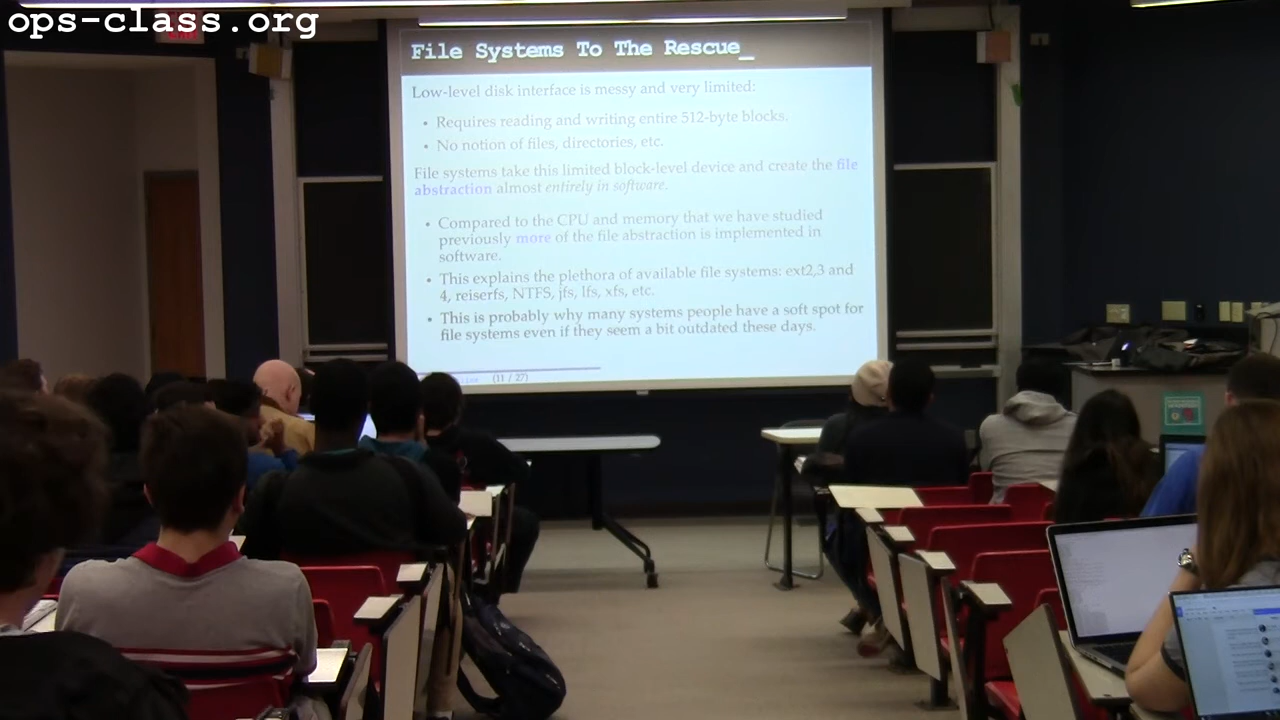 ops-class.org
File Systems To The Rescue_
Low-level disk interface is messy and very limited:
• Requires reading and writing entire 512-byte blocks.
• No notion of files, directories, etc.
File systems take this limited block-level device and create the file
abstraction almost entirely in software.
• Compared to the CPU and memory that we have studied
previously more of the file abstraction is implemented in
software.
• This explains the plethora of available file systems: ext2,3 and
4, reiserfs, NTFS, jfs, lfs, xfs, etc.
• This is probably why many systems people have a soft spot for
file systems even if they seem a bit outdated these days.
(11 / 27)